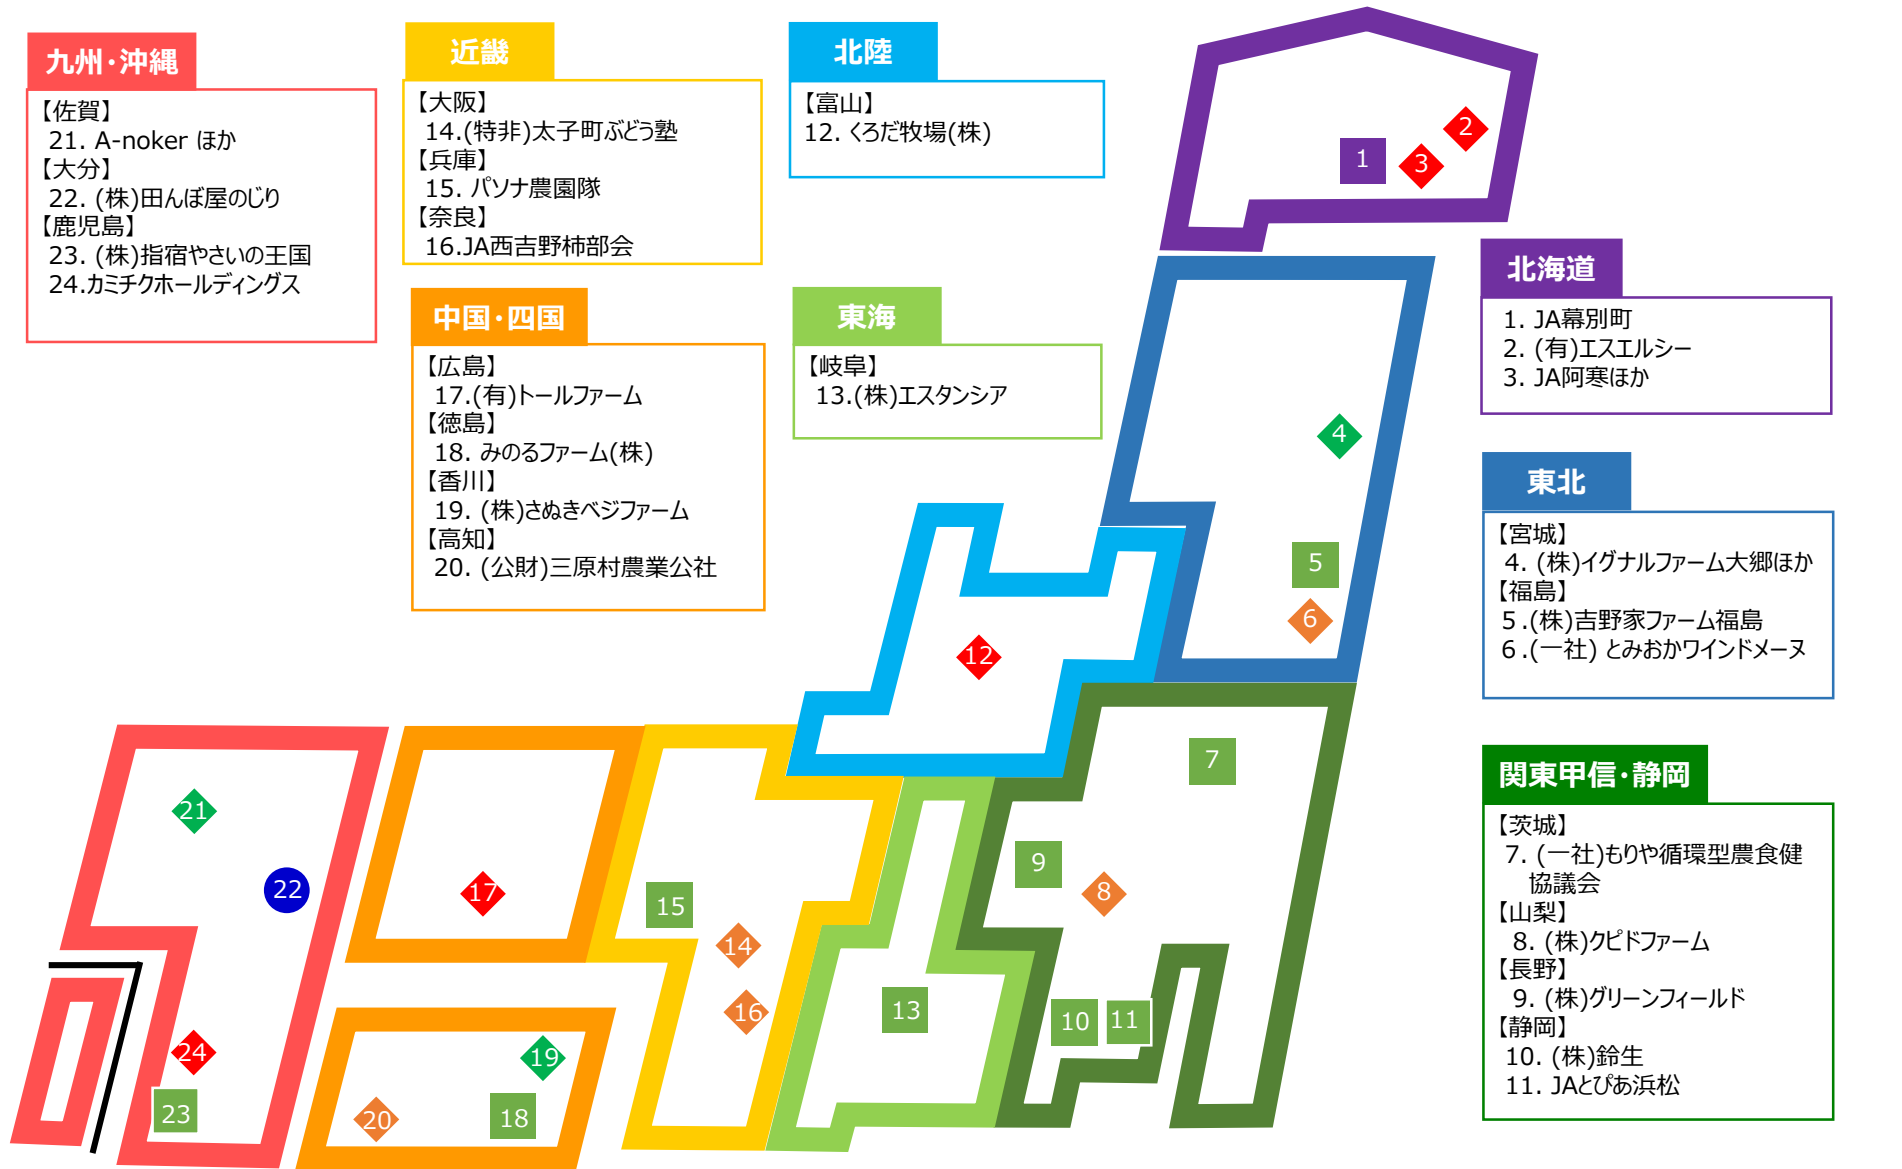 九州・沖縄
【佐賀】
21. A-noker ほか
【大分】
22. (株)田んぼ屋のじり
【鹿児島】
23. (株)指宿やさいの王国
24.カミチクホールディングス
近畿
【大阪】
14.(特非)太子町ぶどう塾
【兵庫】
15. パソナ農園隊
【奈良】
16.JA西吉野柿部会
中国・四国
【広島】
17.(有)トールファーム
【徳島】
18. みのるファーム(株)
【香川】
19. (株)さぬきベジファーム
【高知】
20. (公財)三原村農業公社
北陸
【富山】
12. くろだ牧場(株)
東海
【岐阜】
13.(株)エスタンシア
北海道
1. JA幕別町
2. (有)エスエルシー
3. JA阿寒ほか
東北
【宮城】
4. (株)イグナルファーム大郷ほか
【福島】
5.(株)吉野家ファーム福島
6.(一社) とみおかワインドメーヌ
関東甲信・静岡
【茨城】
7. (一社)もりや循環型農食健
協議会
【山梨】
8. (株)クピドファーム
【長野】
9. (株)グリーンフィールド
【静岡】
10. (株)鈴生
11. JAとぴあ浜松
1
2
3
4
5
6
7
8
9
10
11
12
13
14
15
16
17
18
19
20
21
22
23
24